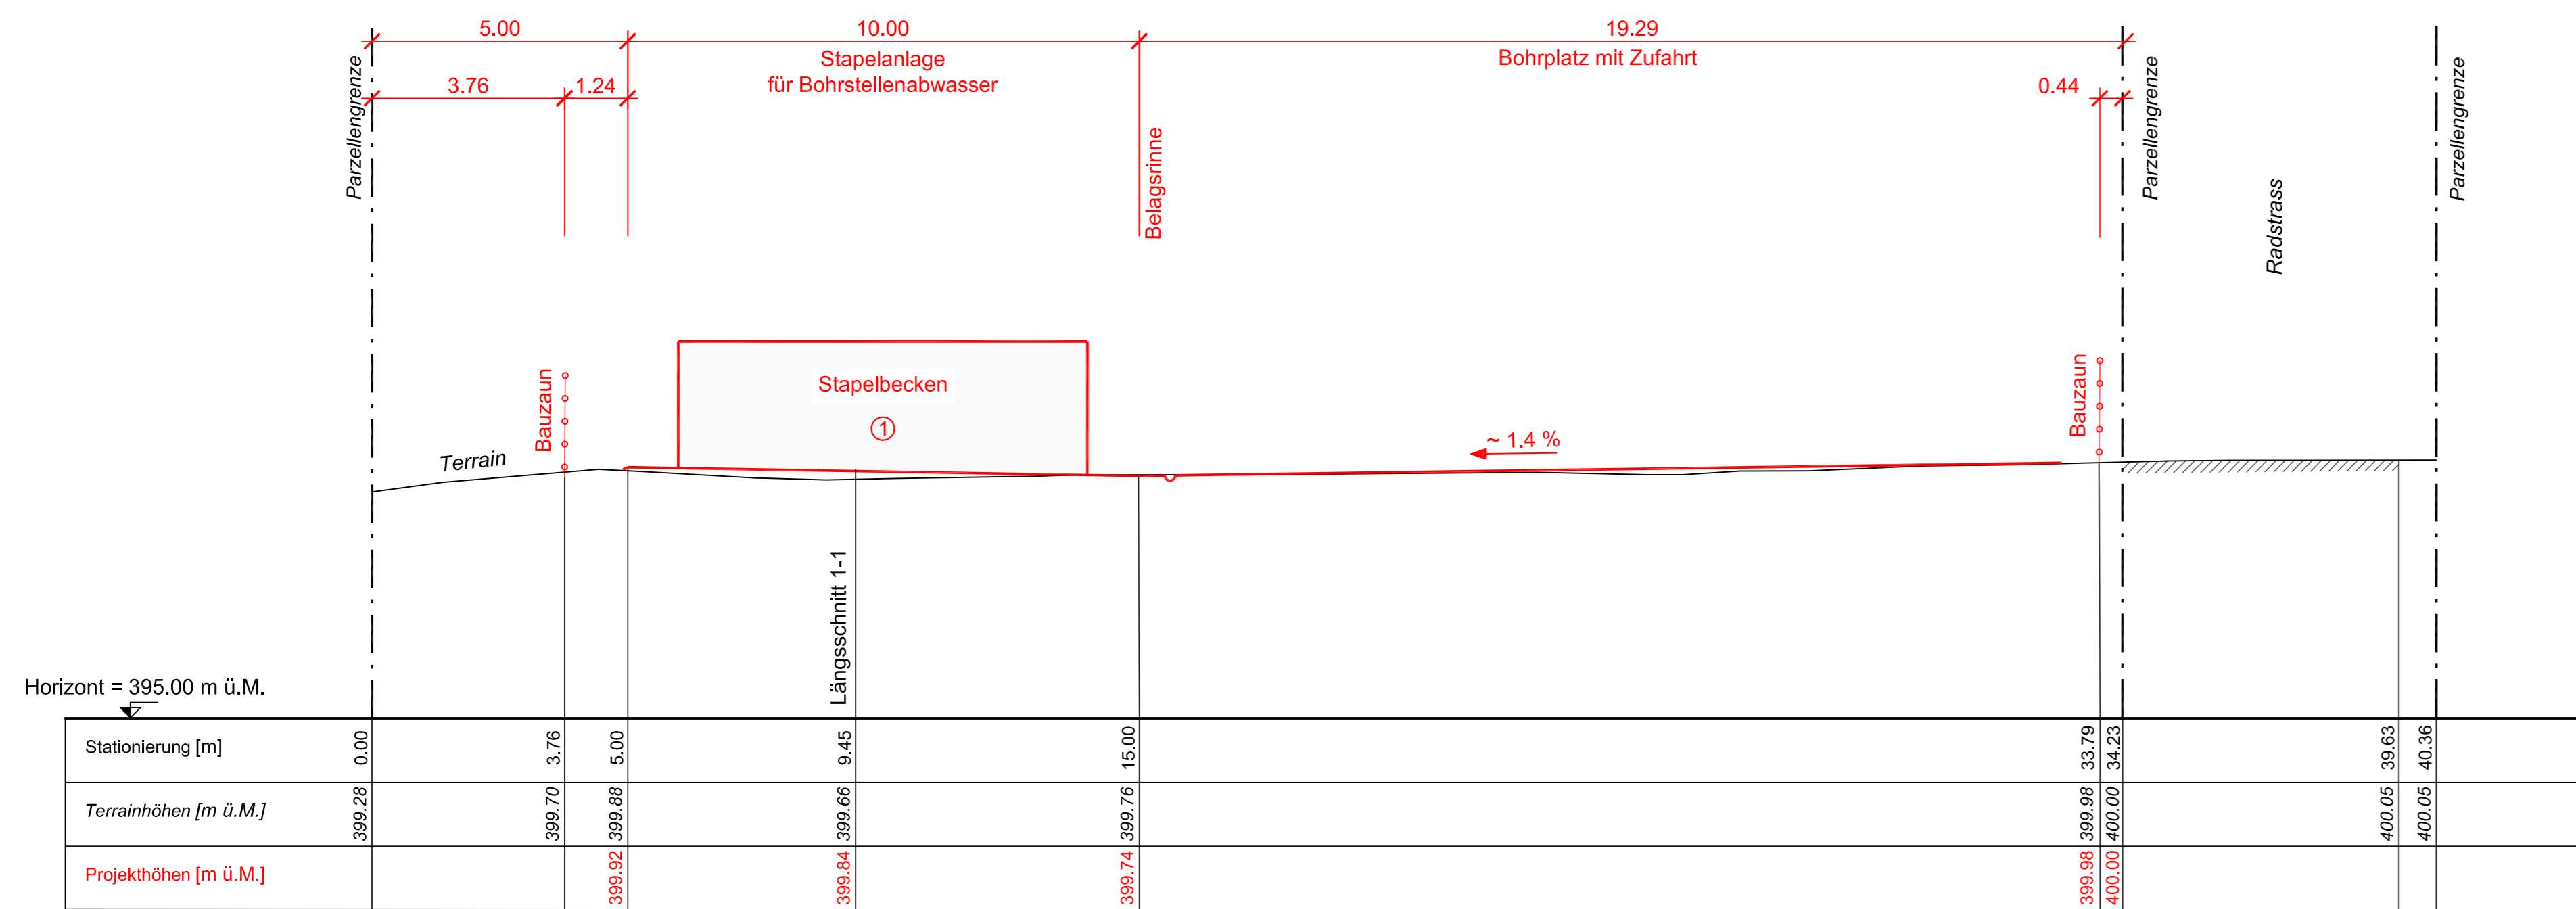 5.00
10.00
19.29
Stapelanlage
für Bohrstellenabwasser
Bohrplatz mit Zufahrt
3.76
1.24
0.44
Parzellengrenze
Belagsrinne
Parzellengrenze
Radstrass
Parzellengrenze
Bauzaun
Stapelbecken
1
Bauzaun
~ 1.4 %
Terrain
Längsschnitt 1-1
Horizont = 395.00 m ü.M.
Stationierung [m]
0.00
3.76
5.00
9.45
15.00
33.79
34.23
39.63
40.36
Terrainhöhen [m ü.M.]
399.28
399.70
399.88
399.66
399.76
399.98
400.00
400.05
400.05
Projekthöhen [m ü.M.]
399.92
399.84
399.74
399.98
400.00